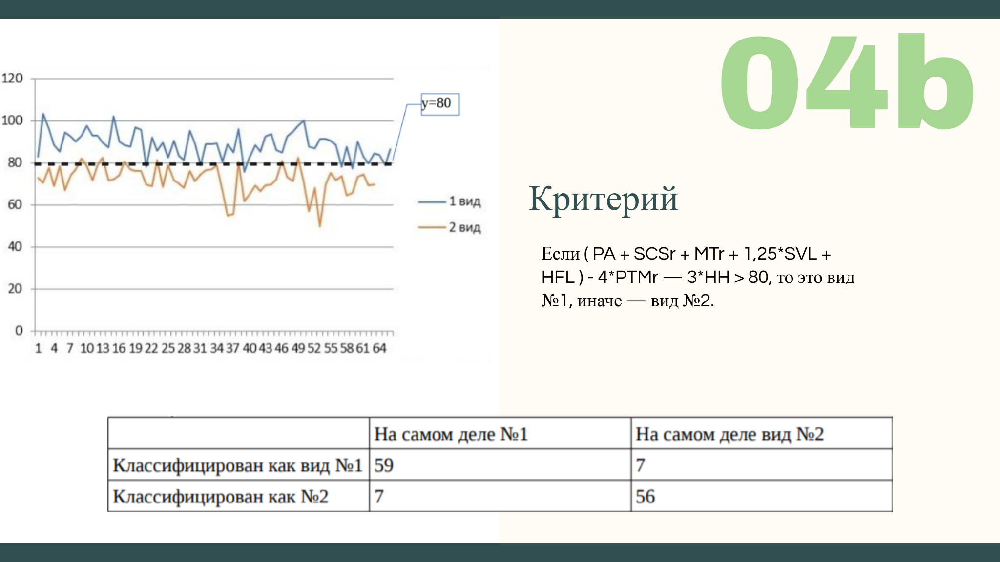 04b
120
100
80
60
40
20
0
y=80
1 вид
2 вид
1 4 7 10 13 16 19 22 25 28 31 34 37 40 43 46 49 52 55 58 61 64
Критерий
Если ( PA + SCSr + MTr + 1,25*SVL +
HFL ) - 4*PTMr — 3*HH > 80, то это вид
№1, иначе — вид №2.
На самом деле №1 На самом деле вид №2
Классифицирован как вид №1 59 7
Классифицирован как №2 7 56